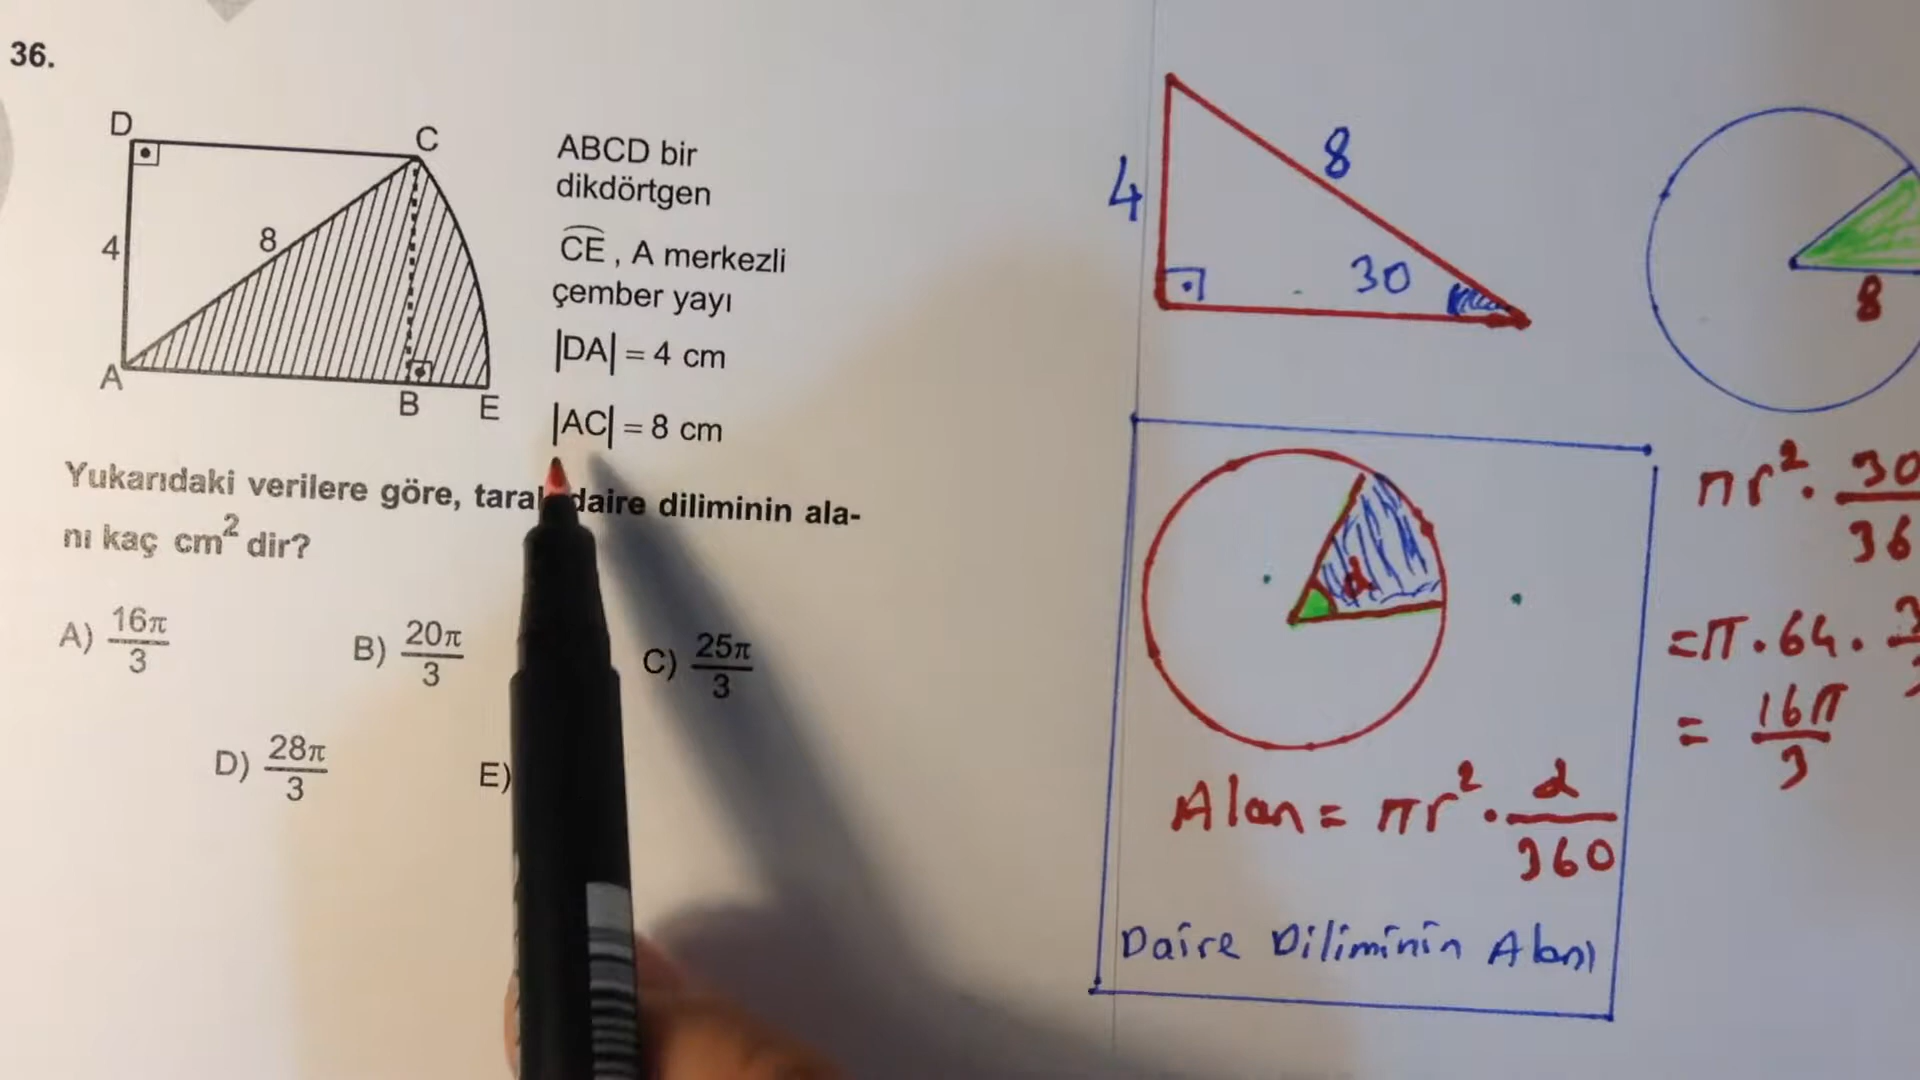 36.
D
C
4
8
A
B
E
ABCD bir
dikdörtgen
CE , A merkezli
çember yayı
|DA| = 4 cm
|AC| = 8 cm
Yukarıdaki verilere göre, daire diliminin ala-
nı kaç cm² dir?
A) 16π/3
B) 20π/3
C) 25π/3
D) 28π/3
E)
4
8
30
8
α
Alan = πr² · α/360
Daire Diliminin Alanı
πr² · 30/36
= π · 64 ·
= 16π/3